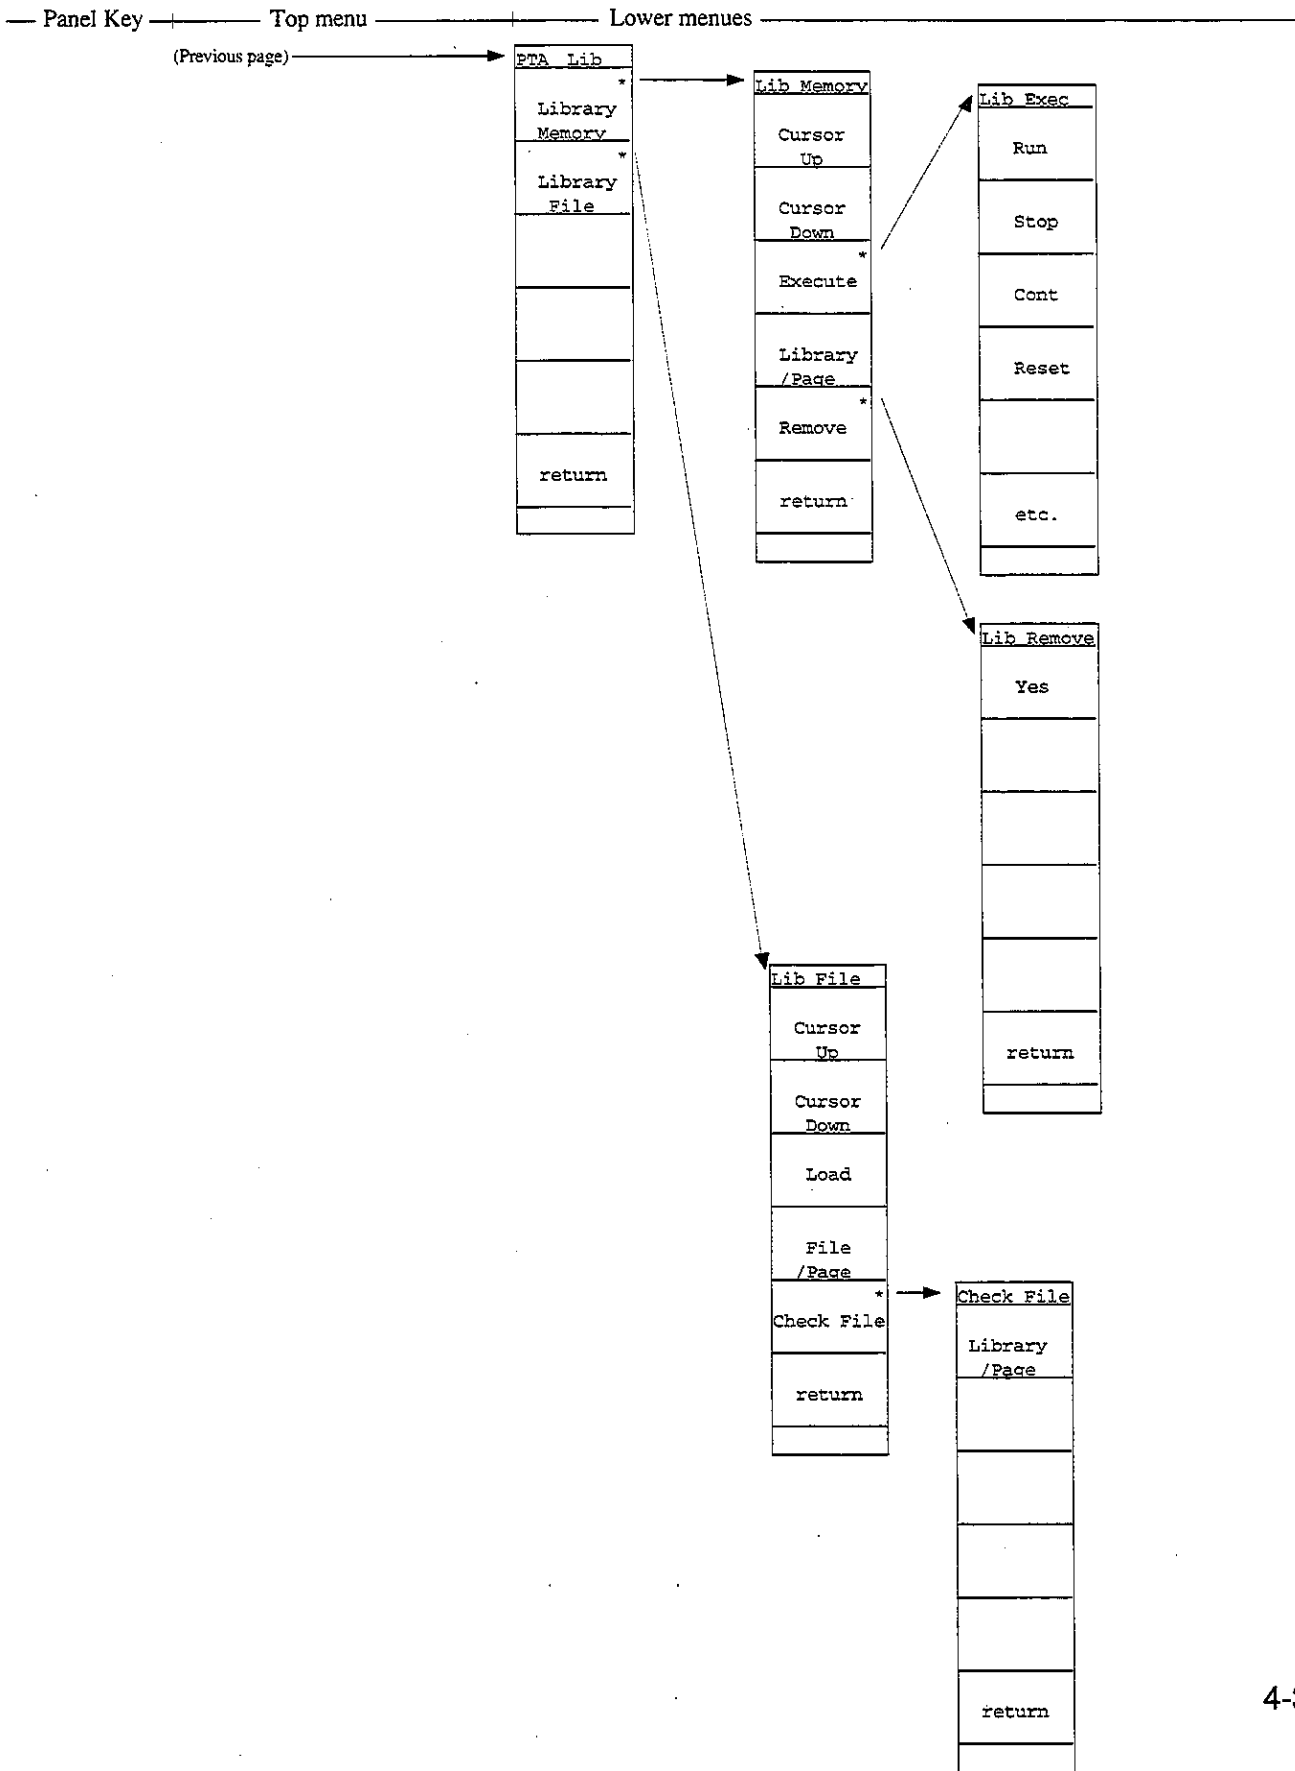 Panel Key
Top menu
Lower menues
(Previous page)
PTA Lib
*
Library
Memory
*
Library
File
return
Lib Memory
Cursor
Up
Cursor
Down
*
Execute
Library
/Page
*
Remove
return
Lib Exec
Run
Stop
Cont
Reset
etc.
Lib Remove
Yes
return
Lib File
Cursor
Up
Cursor
Down
Load
File
/Page
*
Check File
return
Check File
Library
/Page
return